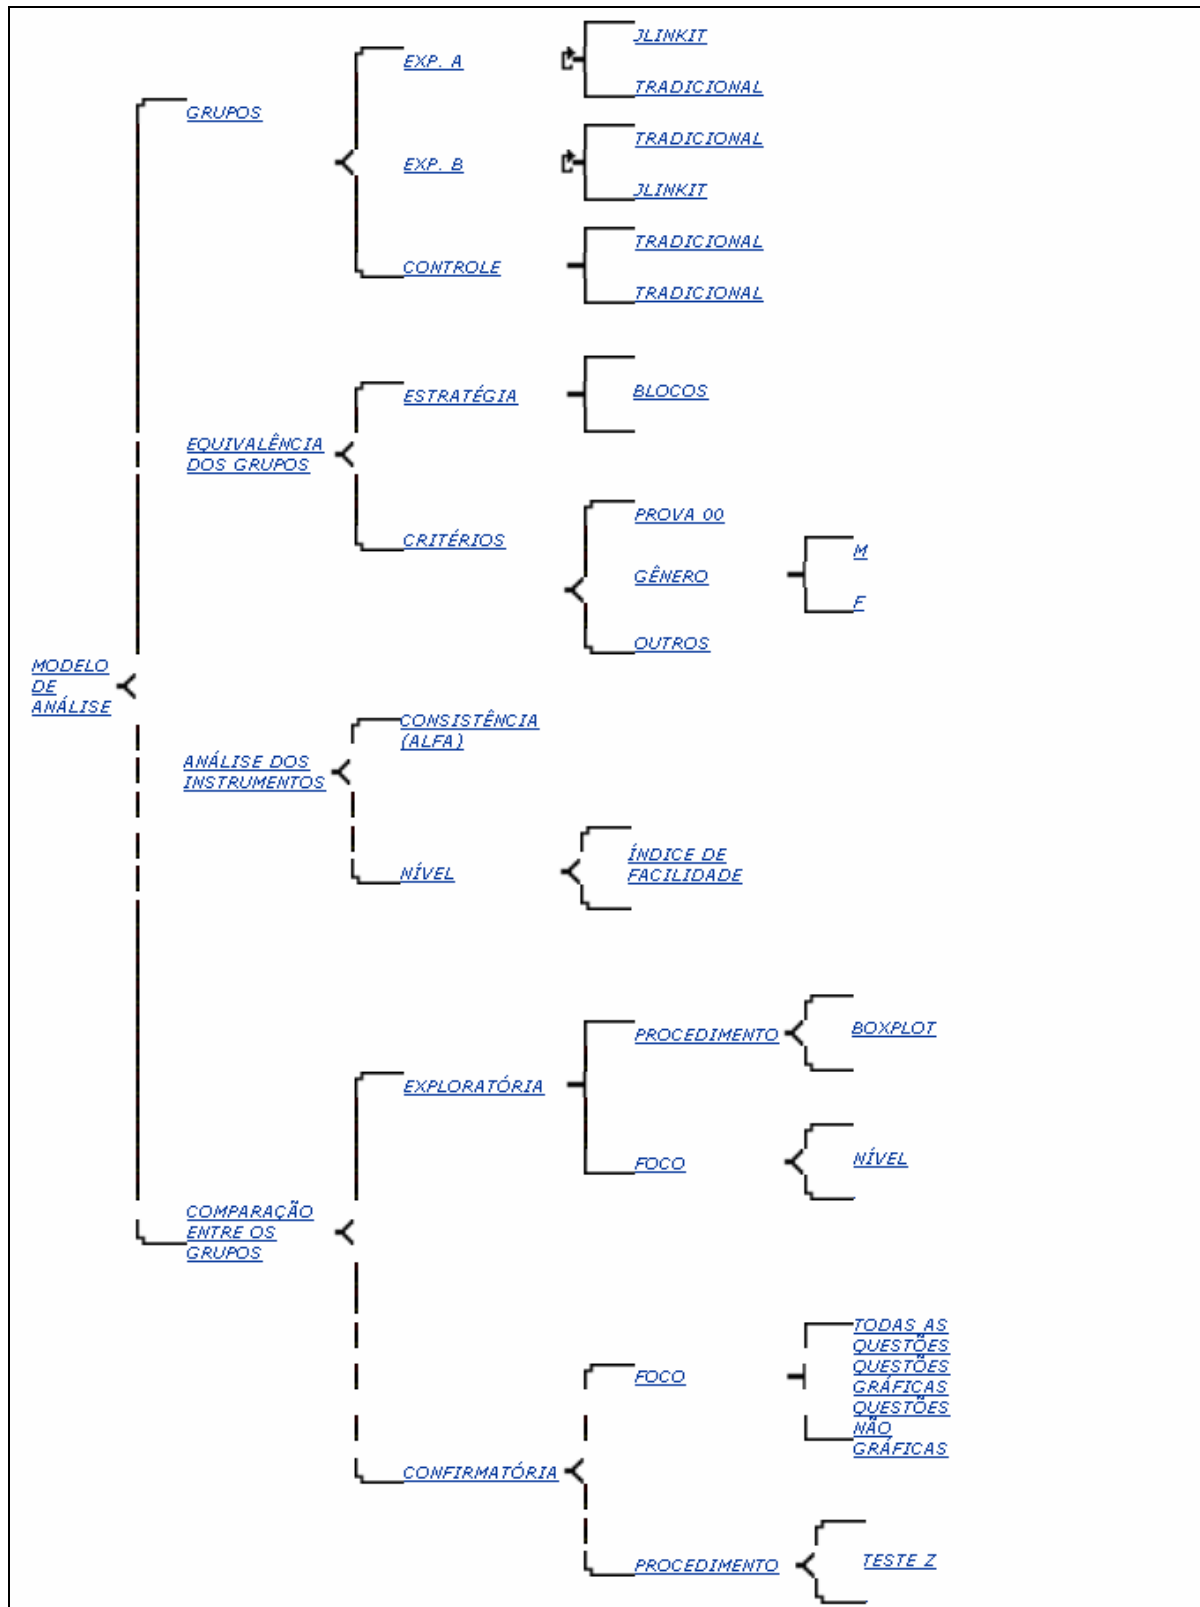 MODELO
DE
ANÁLISE
GRUPOS
EXP. A
JLINKIT
TRADICIONAL
EXP. B
TRADICIONAL
JLINKIT
CONTROLE
TRADICIONAL
TRADICIONAL
EQUIVALÊNCIA
DOS GRUPOS
ESTRATÉGIA
BLOCOS
CRITÉRIOS
PROVA 00
GÊNERO
M
F
OUTROS
ANÁLISE DOS
INSTRUMENTOS
CONSISTÊNCIA
(ALFA)
NÍVEL
ÍNDICE DE
FACILIDADE
COMPARAÇÃO
ENTRE OS
GRUPOS
EXPLORATÓRIA
PROCEDIMENTO
BOXPLOT
FOCO
NÍVEL
CONFIRMATÓRIA
FOCO
TODAS AS
QUESTÕES
QUESTÕES
GRÁFICAS
QUESTÕES
NÃO
GRÁFICAS
PROCEDIMENTO
TESTE Z